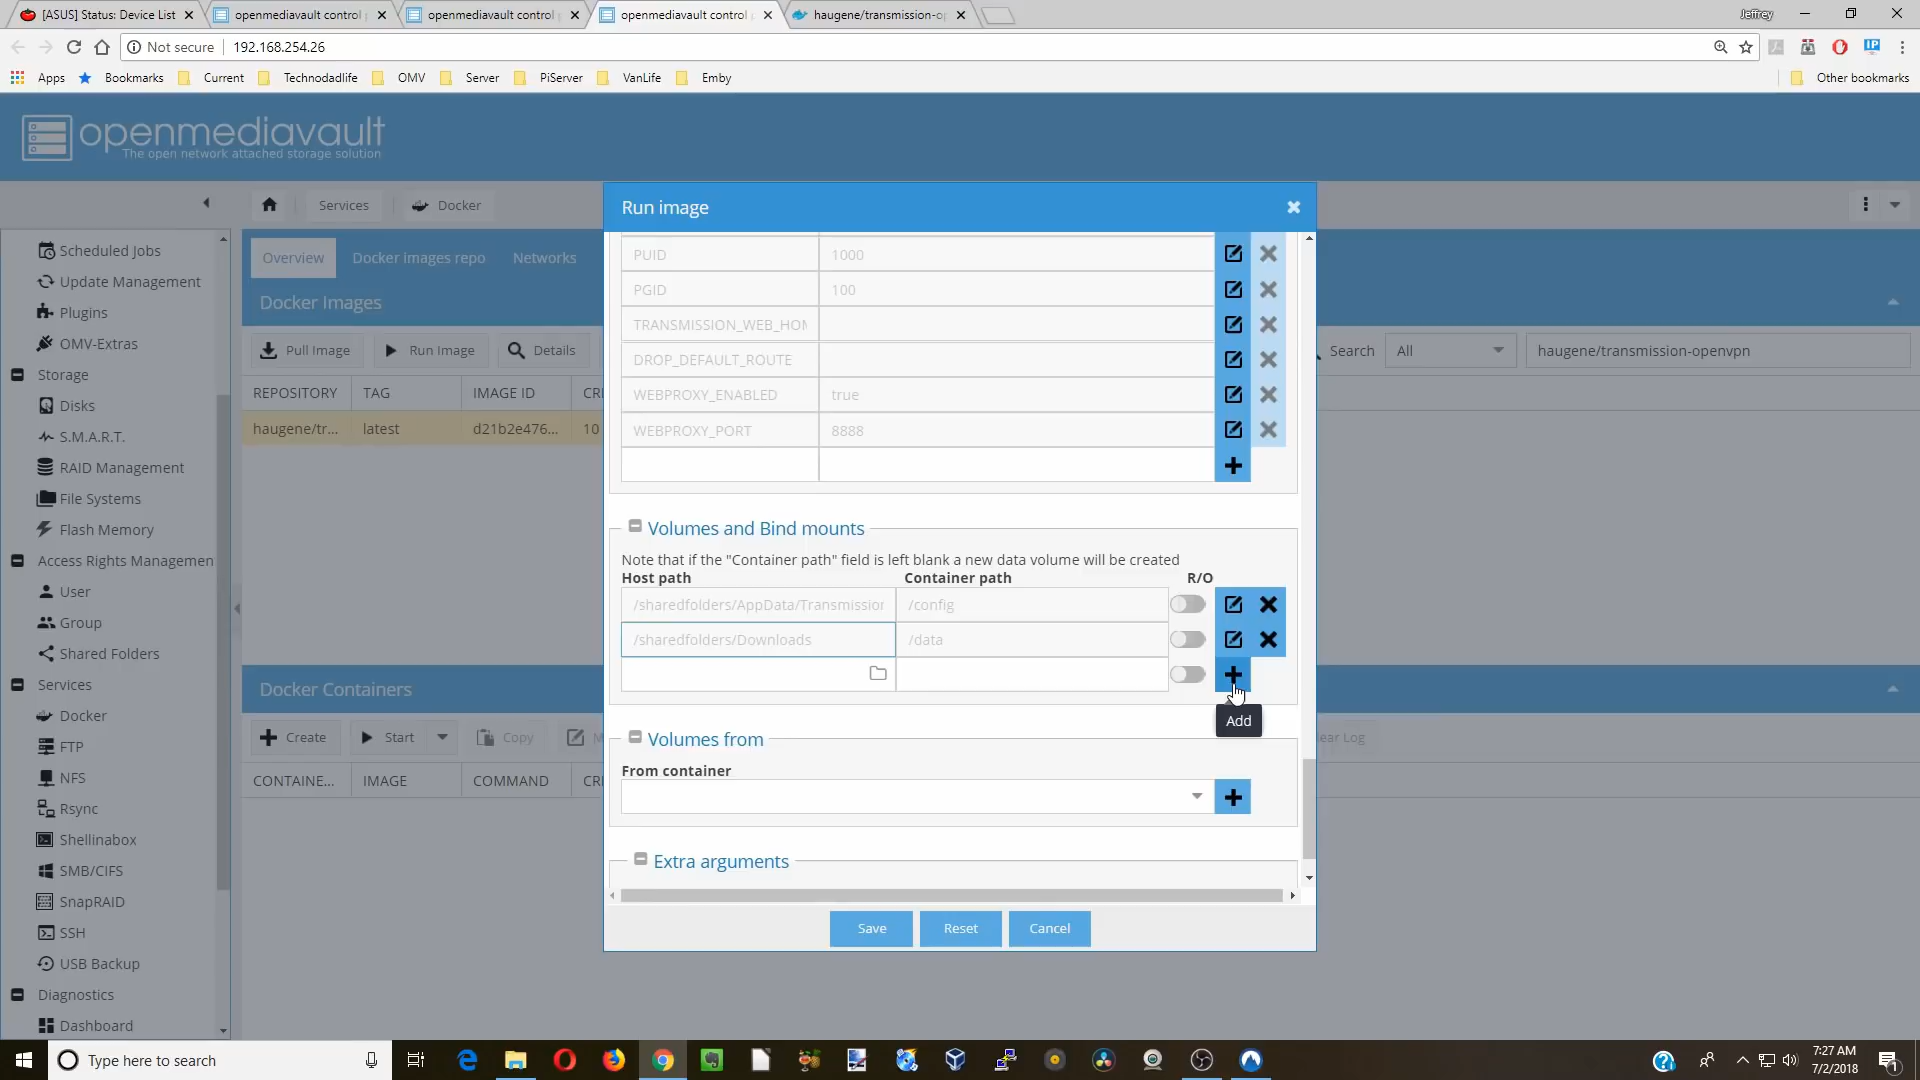 [ASUS] Status: Device List
openmediavault control
openmediavault control
openmediavault control
haugene/transmission-op
Jeffrey
Not secure
192.168.254.26
Apps
Bookmarks
Current
Technodadlife
OMV
Server
PiServer
VanLife
Emby
Other bookmarks
openmediavault
The open network attached storage solution
Services
Docker
Scheduled Jobs
Update Management
Plugins
OMV-Extras
Storage
Disks
S.M.A.R.T.
RAID Management
File Systems
Flash Memory
Access Rights Managemen
User
Group
Shared Folders
Services
Docker
FTP
NFS
Rsync
Shellinabox
SMB/CIFS
SnapRAID
SSH
USB Backup
Diagnostics
Dashboard
Overview
Docker images repo
Networks
Docker Images
Pull Image
Run Image
Details
Search
All
haugene/transmission-openvpn
REPOSITORY
TAG
IMAGE ID
CRI
haugene/tr...
latest
d21b2e476...
10
Docker Containers
Create
Start
Copy
M
ear Log
CONTAINE...
IMAGE
COMMAND
CRI
Run image
PUID
1000
PGID
100
TRANSMISSION_WEB_HOM
DROP_DEFAULT_ROUTE
WEBPROXY_ENABLED
true
WEBPROXY_PORT
8888
Volumes and Bind mounts
Note that if the "Container path" field is left blank a new data volume will be created
Host path
Container path
R/O
/sharedfolders/AppData/Transmission
/config
/sharedfolders/Downloads
/data
Add
Volumes from
From container
Extra arguments
Save
Reset
Cancel
Type here to search
7:27 AM
7/2/2018
1